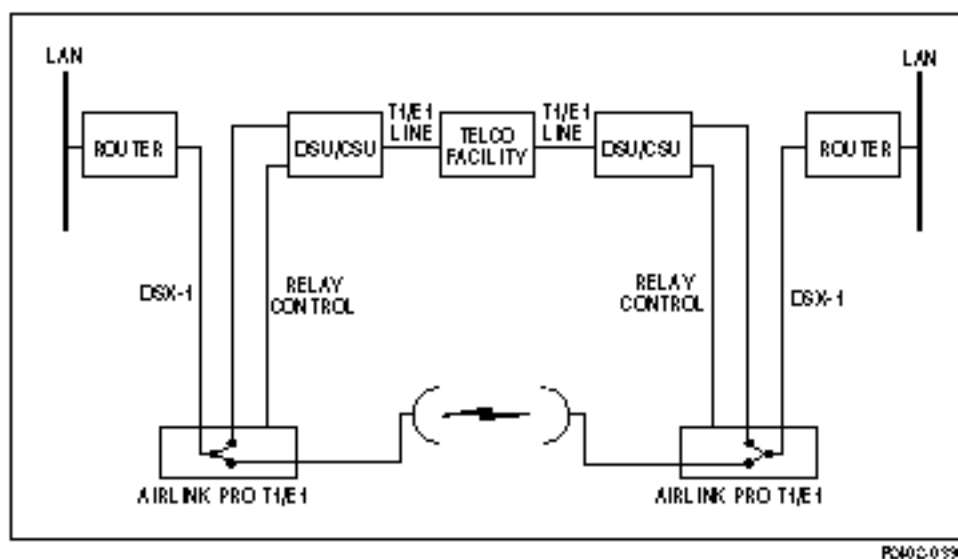 LAN
LAN
T1/E1
LINE
T1/E1
LINE
ROUTER
DSU/CSU
TELCO
FACILITY
DSU/CSU
ROUTER
DSX-1
RELAY
CONTROL
RELAY
CONTROL
DSX-1
AIRLINK PRO T1/E1
AIRLINK PRO T1/E1